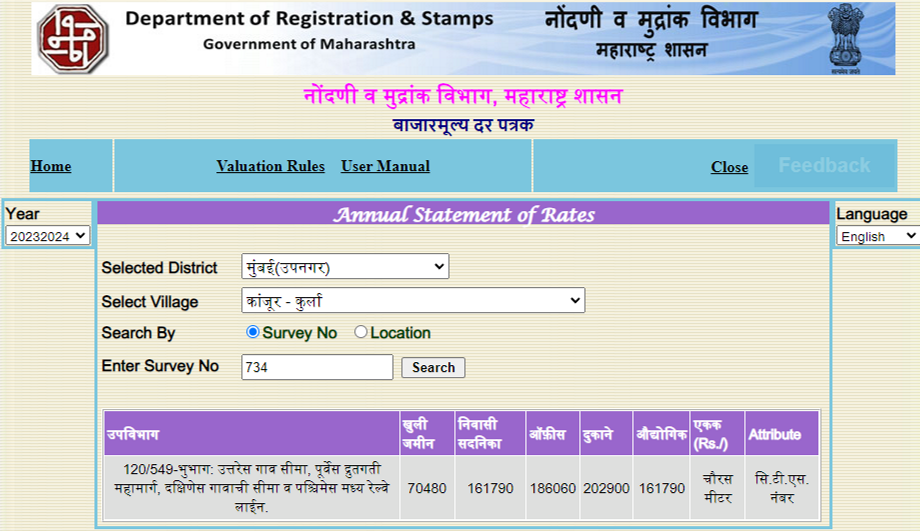 Department of Registration & Stamps
Government of Maharashtra
नोंदणी व मुद्रांक विभाग
महाराष्ट्र शासन
नोंदणी व मुद्रांक विभाग, महाराष्ट्र शासन
बाजारमूल्य दर पत्रक
Home Valuation Rules User Manual Close Feedback
Year
20232024
Annual Statement of Rates
Language
English
Selected District मुंबई(उपनगर)
Select Village कांजूर - कुर्ला
Search By Survey No Location
Enter Survey No 734 Search
उपविभाग खुली जमीन निवासी सदनिका ऑफ़ीस दुकाने औद्योगिक एकक (Rs./) Attribute
120/549-भुभाग: उत्तरेस गाव सीमा, पूर्वेस द्रुतगती
महामार्ग, दक्षिणेस गावाची सीमा व पश्चिमेस मध्य रेल्वे
लाईन.
70480 161790 186060 202900 161790 चौरस मीटर सि.टी.एस. नंबर